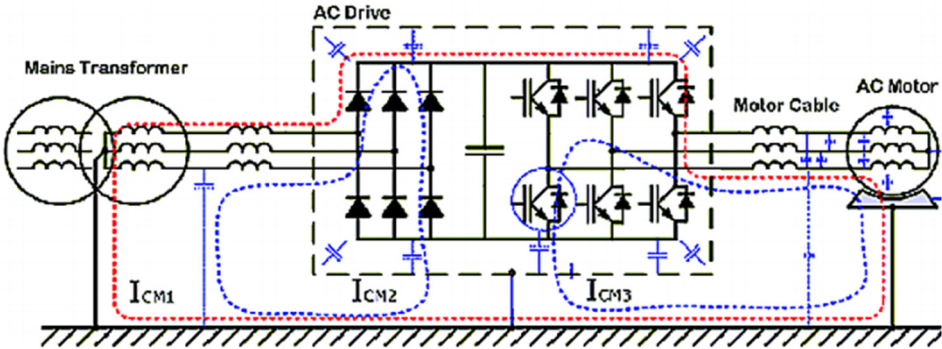 AC Drive
Mains Transformer
Motor Cable
AC Motor
ICM1
ICM2
ICM3